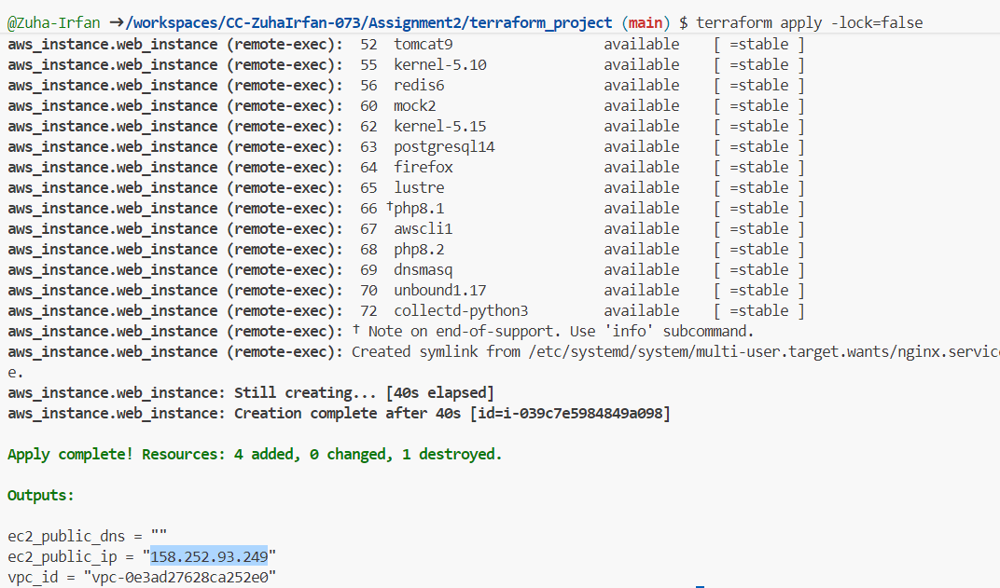 @Zuha-Irfan ➜/workspaces/CC-ZuhaIrfan-073/Assignment2/terraform_project (main) $ terraform apply -lock=false
aws_instance.web_instance (remote-exec):  52  tomcat9                  available    [ =stable ]
aws_instance.web_instance (remote-exec):  55  kernel-5.10              available    [ =stable ]
aws_instance.web_instance (remote-exec):  56  redis6                   available    [ =stable ]
aws_instance.web_instance (remote-exec):  60  mock2                    available    [ =stable ]
aws_instance.web_instance (remote-exec):  62  kernel-5.15              available    [ =stable ]
aws_instance.web_instance (remote-exec):  63  postgresql14             available    [ =stable ]
aws_instance.web_instance (remote-exec):  64  firefox                  available    [ =stable ]
aws_instance.web_instance (remote-exec):  65  lustre                   available    [ =stable ]
aws_instance.web_instance (remote-exec):  66 †php8.1                   available    [ =stable ]
aws_instance.web_instance (remote-exec):  67  awscli1                  available    [ =stable ]
aws_instance.web_instance (remote-exec):  68  php8.2                   available    [ =stable ]
aws_instance.web_instance (remote-exec):  69  dnsmasq                  available    [ =stable ]
aws_instance.web_instance (remote-exec):  70  unbound1.17              available    [ =stable ]
aws_instance.web_instance (remote-exec):  72  collectd-python3         available    [ =stable ]
aws_instance.web_instance (remote-exec): † Note on end-of-support. Use 'info' subcommand.
aws_instance.web_instance (remote-exec): Created symlink from /etc/systemd/system/multi-user.target.wants/nginx.servic
e.
aws_instance.web_instance: Still creating... [40s elapsed]
aws_instance.web_instance: Creation complete after 40s [id=i-039c7e5984849a098]
Apply complete! Resources: 4 added, 0 changed, 1 destroyed.
Outputs:
ec2_public_dns = ""
ec2_public_ip = "158.252.93.249"
vpc_id = "vpc-0e3ad27628ca252e0"